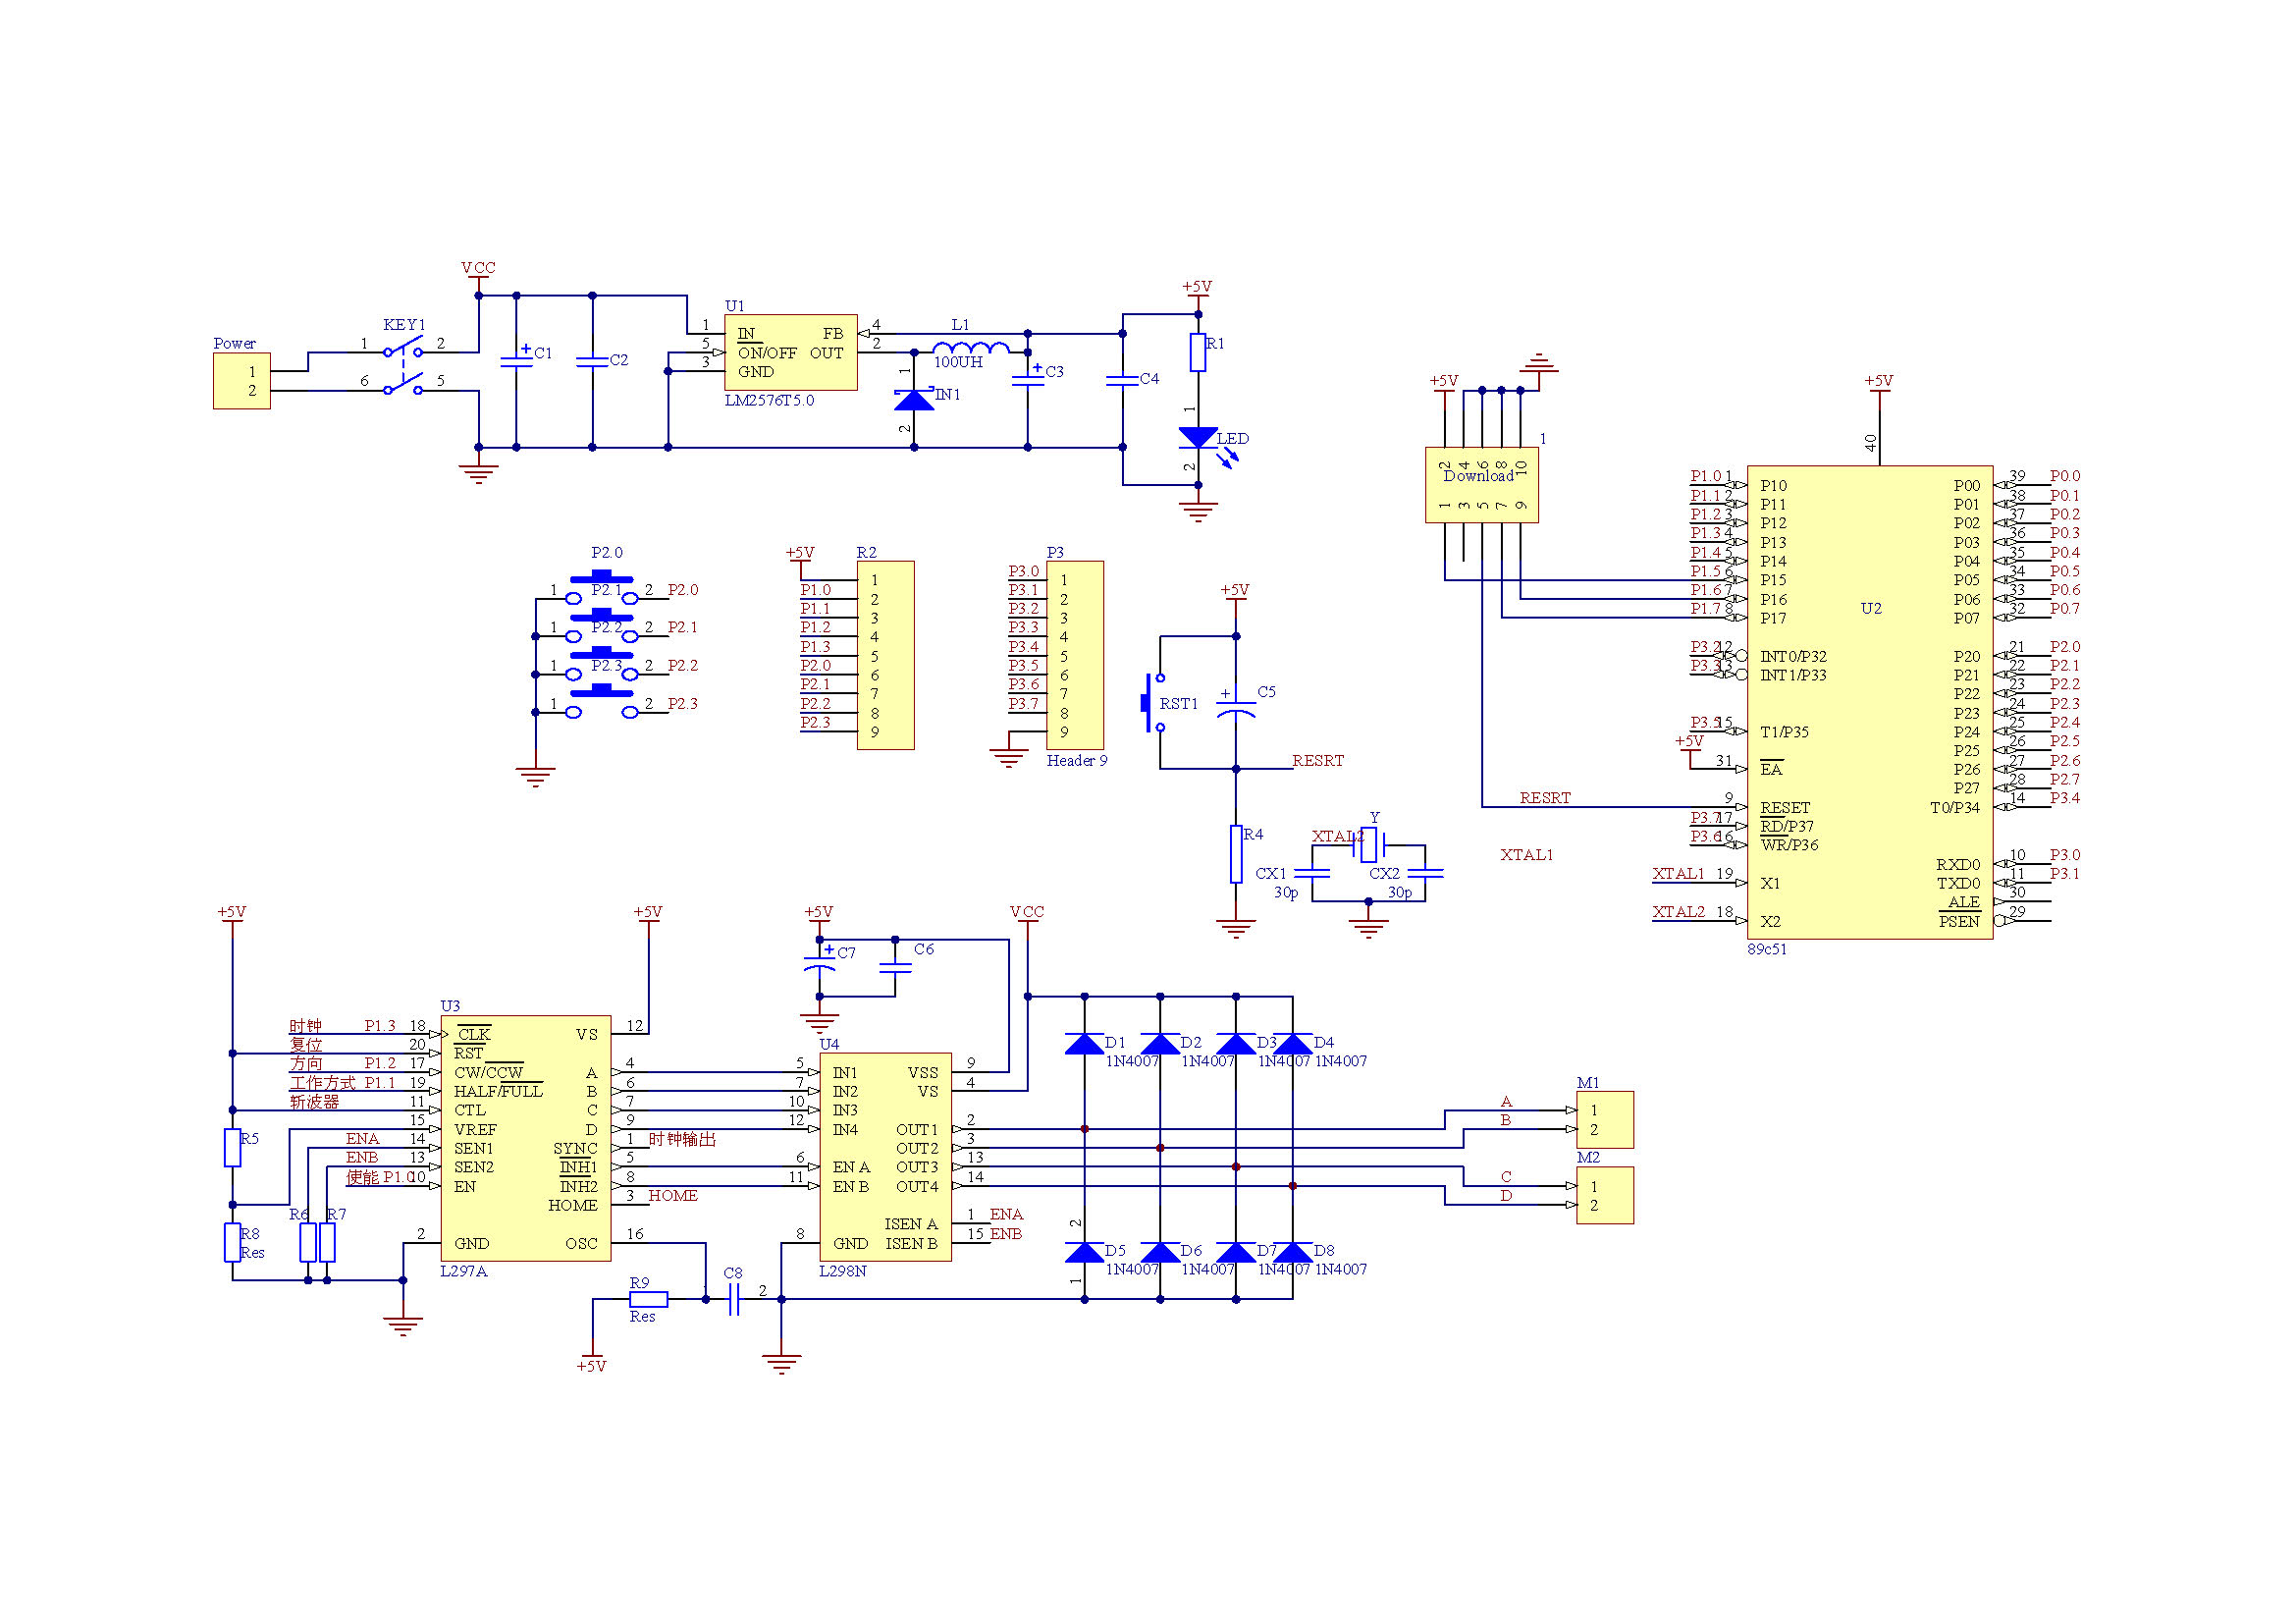 VCC
+5V
U1
KEY1
Power
1
2
1 2
6 5
C1
C2
1 IN FB 4
5 ON/OFF OUT 2
3 GND
LM2576T5.0
L1
100UH
1
IN1
2
C3
C4
R1
1
LED
2
+5V
1
2 4 6 8 10
Download
1 3 5 7 9
+5V
40
P1.0 1 P10 P00 39 P0.0
P1.1 2 P11 P01 38 P0.1
P1.2 3 P12 P02 37 P0.2
P1.3 4 P13 P03 36 P0.3
P1.4 5 P14 P04 35 P0.4
P1.5 6 P15 P05 34 P0.5
P1.6 7 P16 P06 33 P0.6
P1.7 8 P17 P07 32 P0.7
U2
P3.2 12 INT0/P32 P20 21 P2.0
P3.3 13 INT1/P33 P21 22 P2.1
P22 23 P2.2
P23 24 P2.3
P3.5 15 T1/P35 P24 25 P2.4
+5V
P25 26 P2.5
31 EA P26 27 P2.6
P27 28 P2.7
RESRT 9 RESET T0/P34 14 P3.4
P3.7 17 RD/P37
P3.6 16 WR/P36
RXD0 10 P3.0
XTAL1 19 X1 TXD0 11 P3.1
ALE 30
XTAL2 18 X2 PSEN 29
89c51
P2.0
1 P2.1 2 P2.0
1 P2.2 2 P2.1
1 P2.3 2 P2.2
1 2 P2.3
+5V
R2
1
P1.0 2
P1.1 3
P1.2 4
P1.3 5
P2.0 6
P2.1 7
P2.2 8
P2.3 9
P3
P3.0 1
P3.1 2
P3.2 3
P3.3 4
P3.4 5
P3.5 6
P3.6 7
P3.7 8
9
Header 9
+5V
RST1
C5
RESRT
R4
XTAL2
Y
XTAL1
CX1
30p
CX2
30p
+5V
+5V
+5V
VCC
C7
C6
U3
时钟 P1.3 18 CLK VS 12
复位 20 RST
方向 P1.2 17 CW/CCW A 4
工作方式 P1.1 19 HALF/FULL B 6
斩波器 11 CTL C 7
15 VREF D 9
ENA 14 SEN1 SYNC 1 时钟输出
ENB 13 SEN2 INH1 5
使能 P1.0 10 EN INH2 8
HOME 3 HOME
2 GND OSC 16
L297A
R5
R6
R7
R8
Res
R9
Res
C8
2
+5V
U4
5 IN1 VSS 9
7 IN2 VS 4
10 IN3
12 IN4 OUT1 2
OUT2 3
6 EN A OUT3 13
11 EN B OUT4 14
ISEN A 1 ENA
8 GND ISEN B 15 ENB
L298N
D1
1N4007
D2
1N4007
D3
1N4007
D4
1N4007
2
D5
1N4007
1
D6
1N4007
D7
1N4007
D8
1N4007
M1
A 1
B 2
M2
C 1
D 2